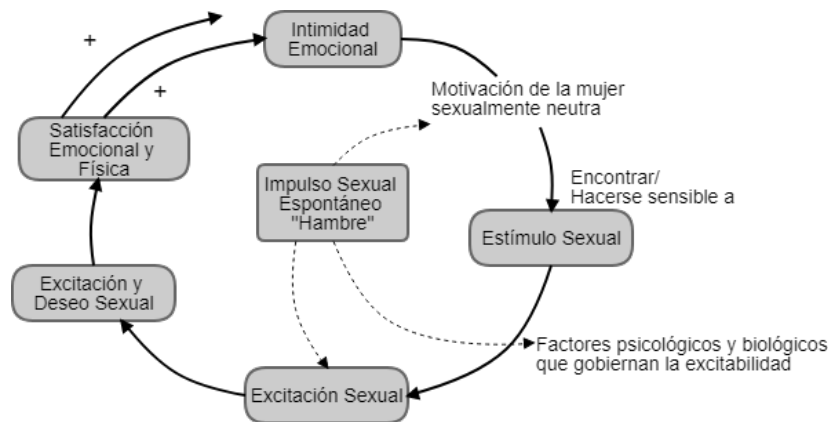 Intimidad
Emocional
+
+
Motivación de la mujer
sexualmente neutra
Satisfacción
Emocional y
Física
Impulso Sexual
Espontáneo
"Hambre"
Encontrar/
Hacerse sensible a
Estímulo Sexual
Excitación y
Deseo Sexual
Factores psicológicos y biológicos
que gobiernan la excitabilidad
Excitación Sexual